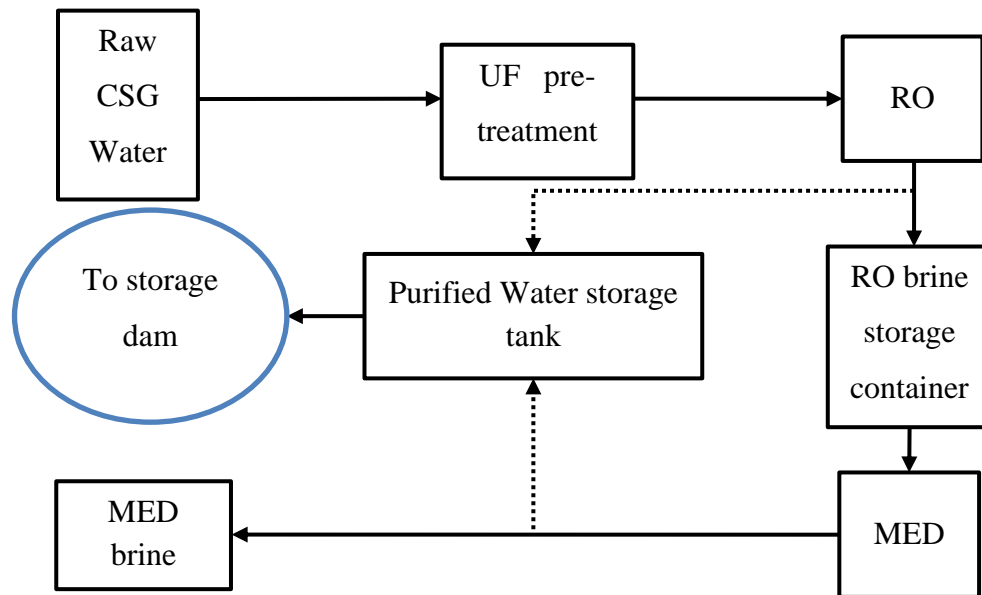 Raw
CSG
Water
UF pre-
treatment
RO
To storage
dam
Purified Water storage
tank
RO brine
storage
container
MED
brine
MED